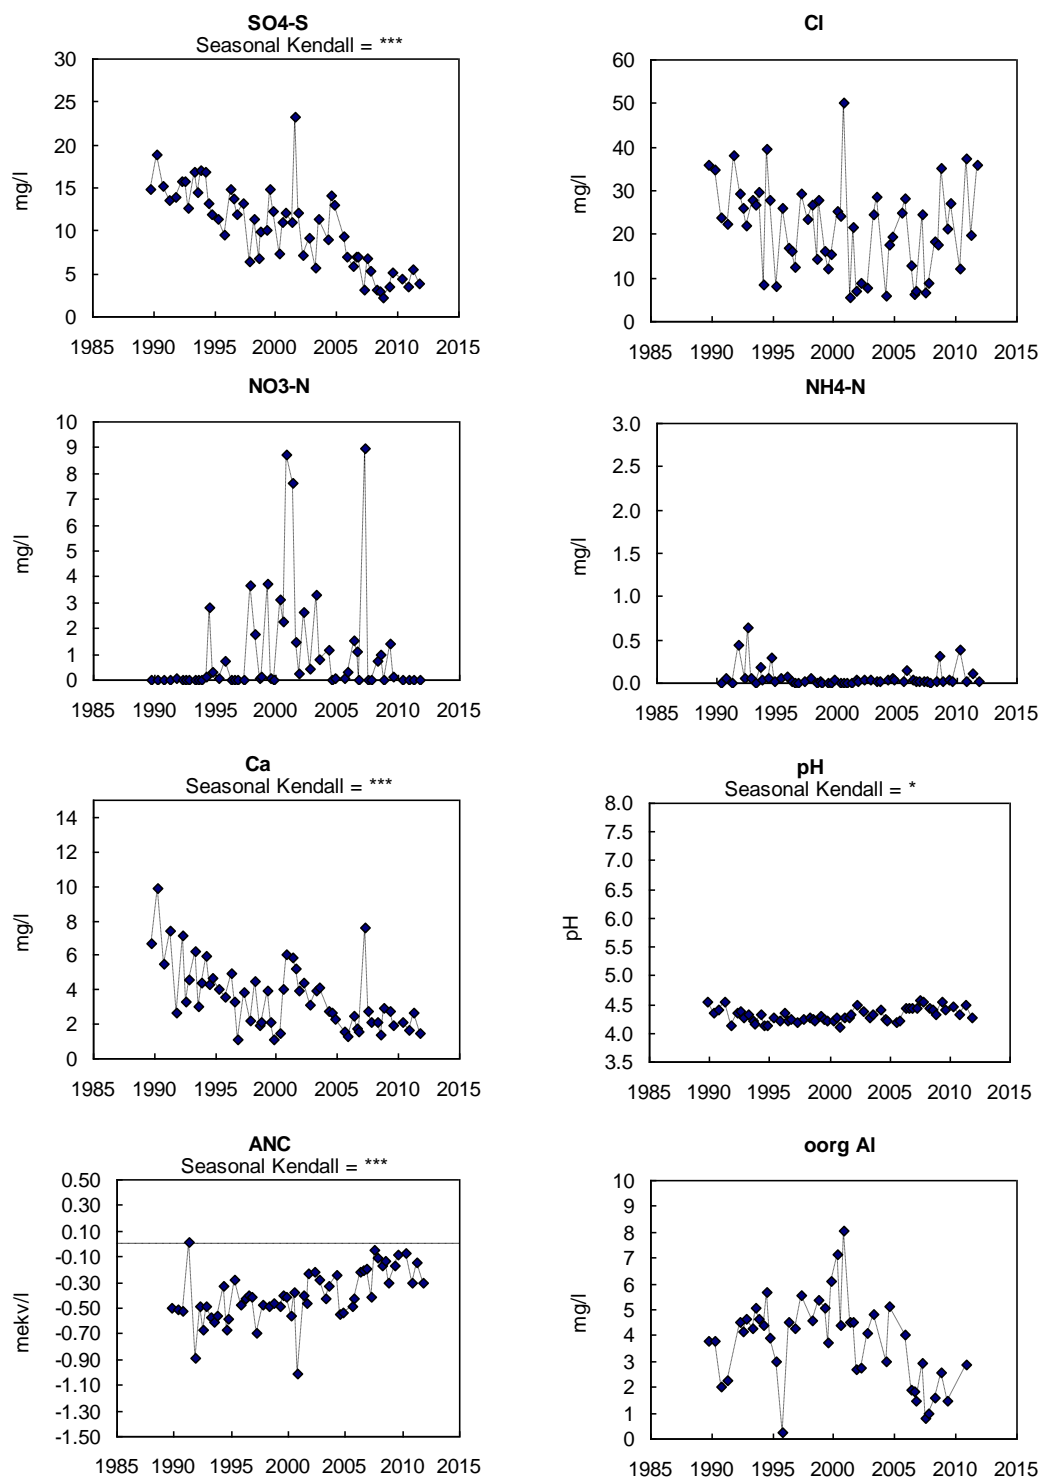 SO4-S
Seasonal Kendall = ***
30
25
20
15
10
5
0
mg/l
1985 1990 1995 2000 2005 2010 2015
Cl
60
50
40
30
20
10
0
mg/l
1985 1990 1995 2000 2005 2010 2015
NO3-N
10
9
8
7
6
5
4
3
2
1
0
mg/l
1985 1990 1995 2000 2005 2010 2015
NH4-N
3.0
2.5
2.0
1.5
1.0
0.5
0.0
mg/l
1985 1990 1995 2000 2005 2010 2015
Ca
Seasonal Kendall = ***
14
12
10
8
6
4
2
0
mg/l
1985 1990 1995 2000 2005 2010 2015
pH
Seasonal Kendall = *
8.0
7.5
7.0
6.5
6.0
5.5
5.0
4.5
4.0
3.5
pH
1985 1990 1995 2000 2005 2010 2015
ANC
Seasonal Kendall = ***
0.50
0.30
0.10
-0.10
-0.30
-0.50
-0.70
-0.90
-1.10
-1.30
-1.50
mekv/l
1985 1990 1995 2000 2005 2010 2015
oorg Al
10
9
8
7
6
5
4
3
2
1
0
mg/l
1985 1990 1995 2000 2005 2010 2015